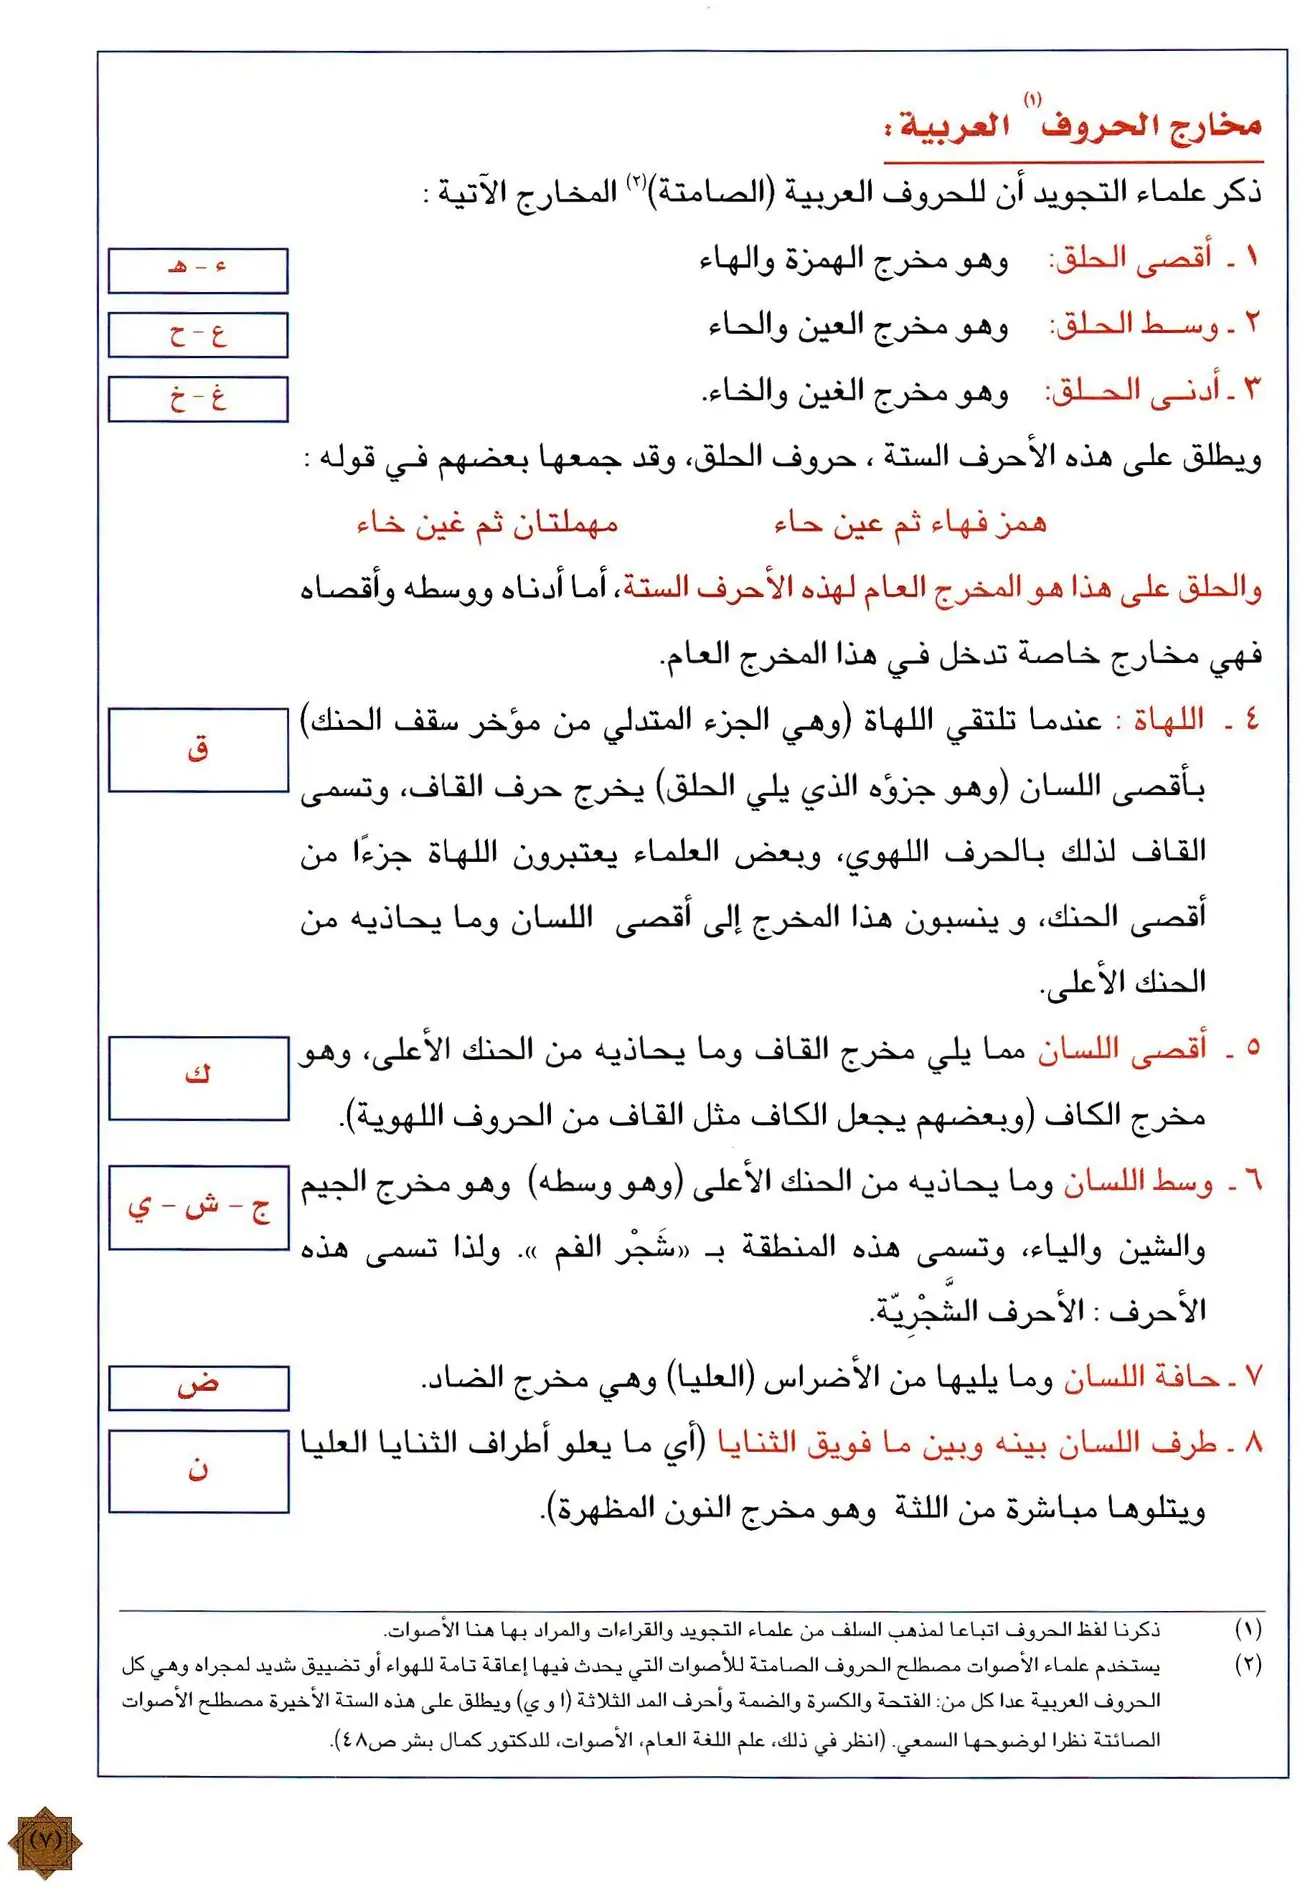 مخارج الحروف(١) العربية :
ذكر علماء التجويد أن للحروف العربية (الصامتة)(٢) المخارج الآتية :
١ ـ أقصى الحلق: وهو مخرج الهمزة والهاء
ء - هـ
٢ ـ وسـط الحلق: وهو مخرج العين والحاء
ع - ح
٣ ـ أدنـى الحـلق: وهو مخرج الغين والخاء.
غ - خ
ويطلق على هذه الأحرف الستة ، حروف الحلق، وقد جمعها بعضهم في قوله :
همز فهاء ثم عين حاء مهملتان ثم غين خاء
والحلق على هذا هو المخرج العام لهذه الأحرف الستة، أما أدناه ووسطه وأقصاه
فهي مخارج خاصة تدخل في هذا المخرج العام.
٤ ـ اللهاة : عندما تلتقي اللهاة (وهي الجزء المتدلي من مؤخر سقف الحنك)
ق
بأقصى اللسان (وهو جزؤه الذي يلي الحلق) يخرج حرف القاف، وتسمى
القاف لذلك بالحرف اللهوي، وبعض العلماء يعتبرون اللهاة جزءًا من
أقصى الحنك، و ينسبون هذا المخرج إلى أقصى اللسان وما يحاذيه من
الحنك الأعلى.
٥ ـ أقصى اللسان مما يلي مخرج القاف وما يحاذيه من الحنك الأعلى، وهو
ك
مخرج الكاف (وبعضهم يجعل الكاف مثل القاف من الحروف اللهوية).
٦ ـ وسط اللسان وما يحاذيه من الحنك الأعلى (وهو وسطه) وهو مخرج الجيم
ج - ش - ي
والشين والياء، وتسمى هذه المنطقة بـ «شَجْر الفم ». ولذا تسمى هذه
الأحرف : الأحرف الشَّجْرِيّة.
٧ ـ حافة اللسان وما يليها من الأضراس (العليا) وهي مخرج الضاد.
ض
٨ ـ طرف اللسان بينه وبين ما فويق الثنايا (أي ما يعلو أطراف الثنايا العليا
ن
ويتلوها مباشرة من اللثة وهو مخرج النون المظهرة).
(١) ذكرنا لفظ الحروف اتباعا لمذهب السلف من علماء التجويد والقراءات والمراد بها هنا الأصوات.
(٢) يستخدم علماء الأصوات مصطلح الحروف الصامتة للأصوات التي يحدث فيها إعاقة تامة للهواء أو تضييق شديد لمجراه وهي كل
الحروف العربية عدا كل من: الفتحة والكسرة والضمة وأحرف المد الثلاثة (ا و ي) ويطلق على هذه الستة الأخيرة مصطلح الأصوات
الصائتة نظرا لوضوحها السمعي. (انظر في ذلك، علم اللغة العام، الأصوات، للدكتور كمال بشر ص٤٨).
(٧)